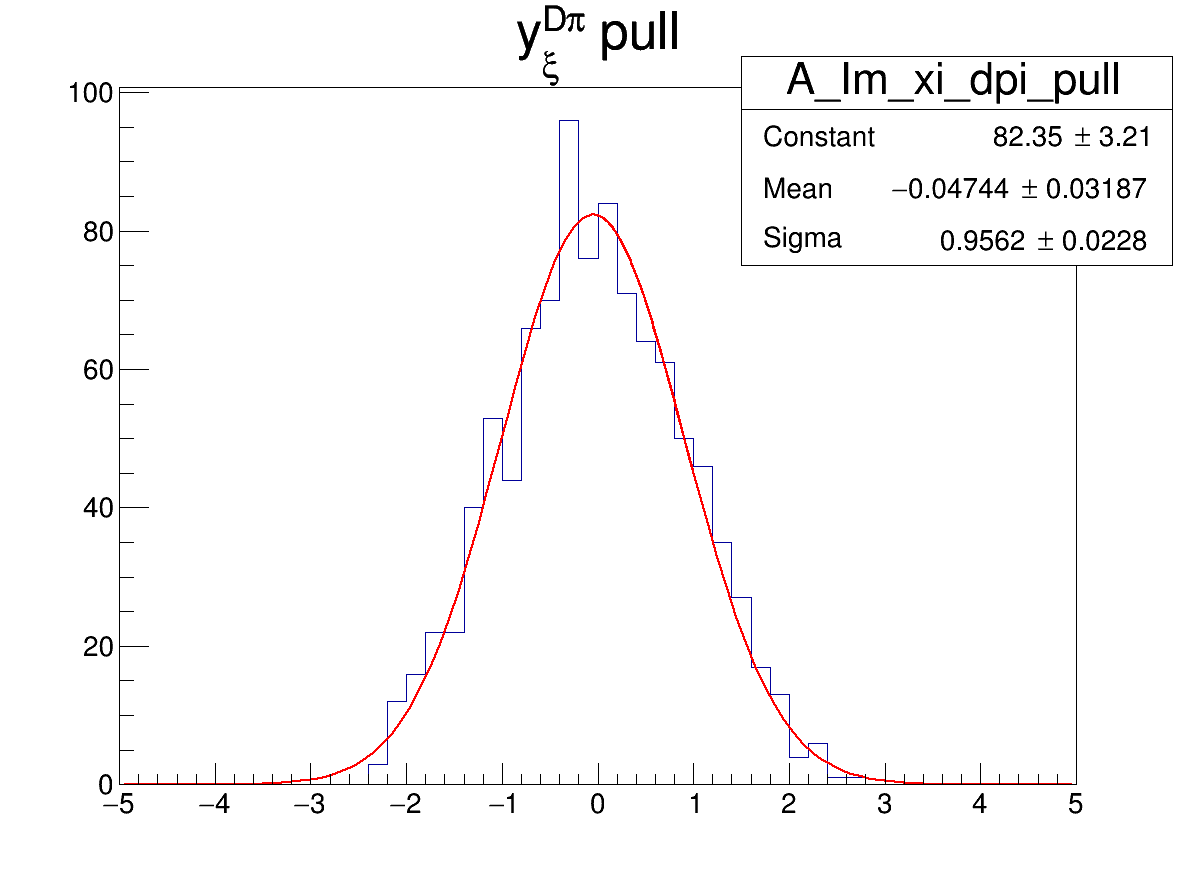 y_ξ^{Dπ} pull
A_Im_xi_dpi_pull
Constant 82.35 ± 3.21
Mean −0.04744 ± 0.03187
Sigma 0.9562 ± 0.0228
100
80
60
40
20
0
−5 −4 −3 −2 −1 0 1 2 3 4 5